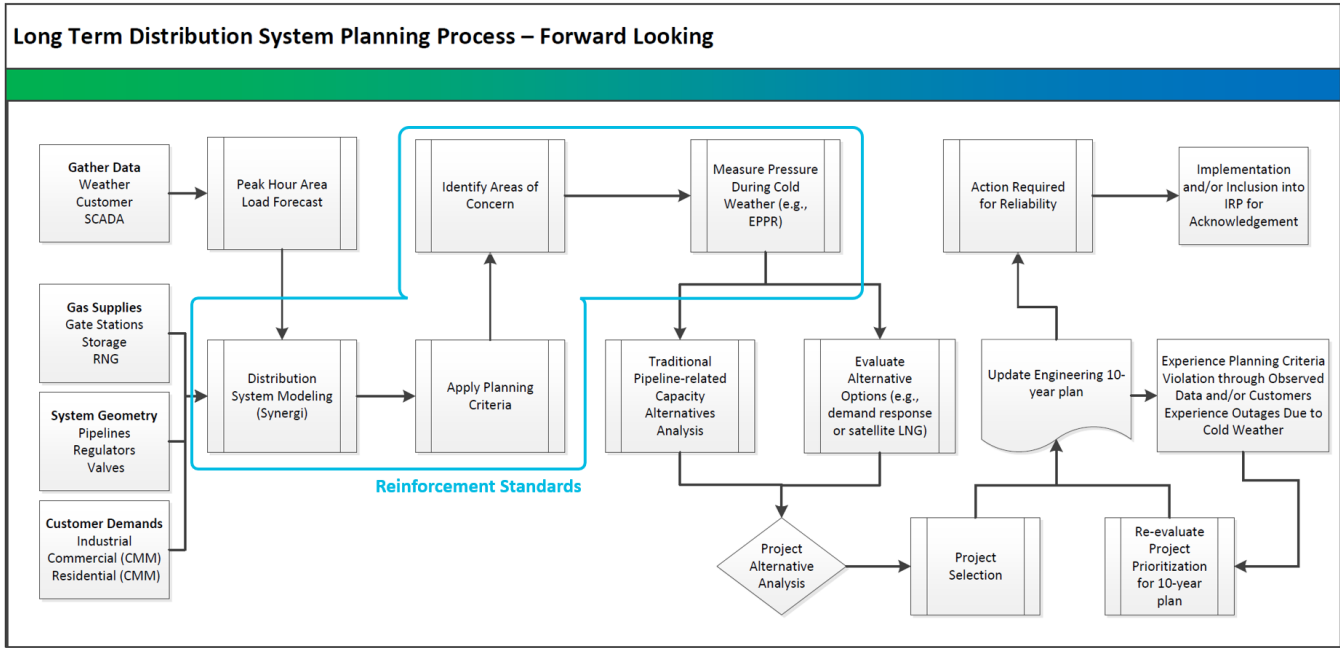 Long Term Distribution System Planning Process – Forward Looking
Gather Data
Weather
Customer
SCADA
Peak Hour Area
Load Forecast
Identify Areas of
Concern
Measure Pressure
During Cold
Weather (e.g.,
EPPR)
Action Required
for Reliability
Implementation
and/or Inclusion into
IRP for
Acknowledgement
Gas Supplies
Gate Stations
Storage
RNG
System Geometry
Pipelines
Regulators
Valves
Customer Demands
Industrial
Commercial (CMM)
Residential (CMM)
Distribution
System Modeling
(Synergi)
Apply Planning
Criteria
Reinforcement Standards
Traditional
Pipeline-related
Capacity
Alternatives
Analysis
Evaluate
Alternative
Options (e.g.,
demand response
or satellite LNG)
Project
Alternative
Analysis
Project
Selection
Update Engineering 10-
year plan
Experience Planning Criteria
Violation through Observed
Data and/or Customers
Experience Outages Due to
Cold Weather
Re-evaluate
Project
Prioritization
for 10-year
plan